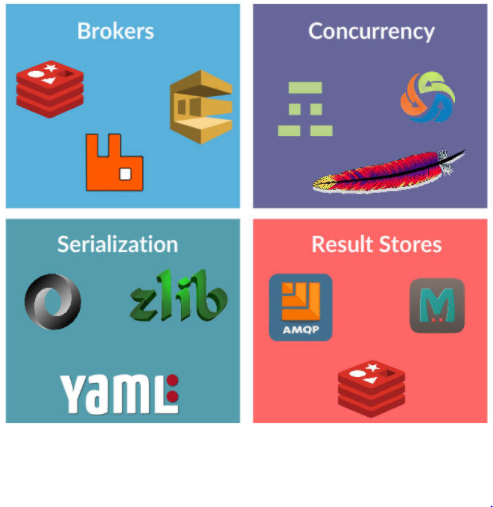 Brokers
Concurrency
Serialization
zlib
YAML:
Result Stores
AMQP
M